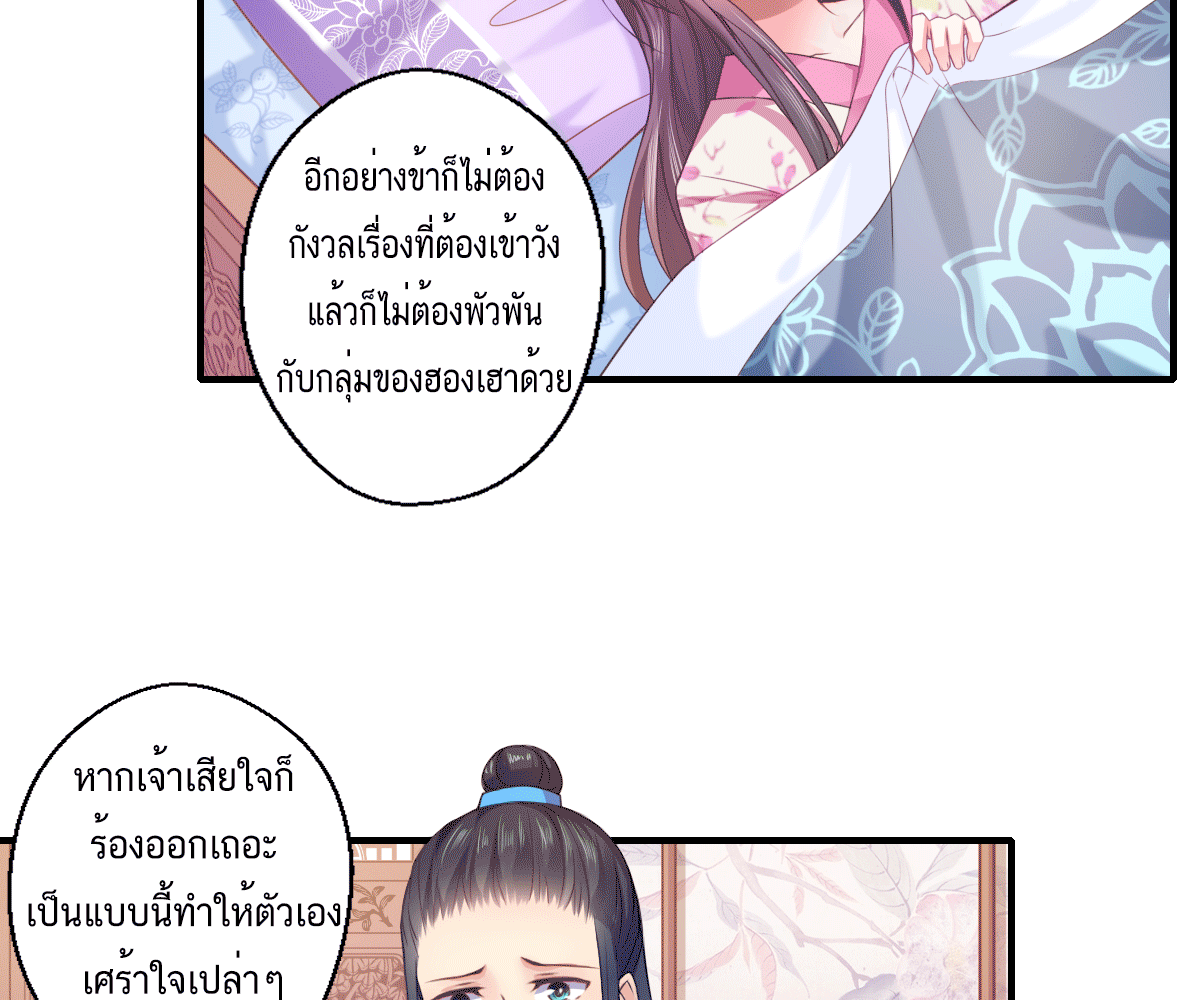 อีกอย่างข้าก็ไม่ต้อง
กังวลเรื่องที่ต้องเข้าวัง
แล้วก็ไม่ต้องพัวพัน
กับกลุ่มของฮองเฮาด้วย
หากเจ้าเสียใจก็
ร้องออกเถอะ
เป็นแบบนี้ทำให้ตัวเอง
เศร้าใจเปล่าๆ